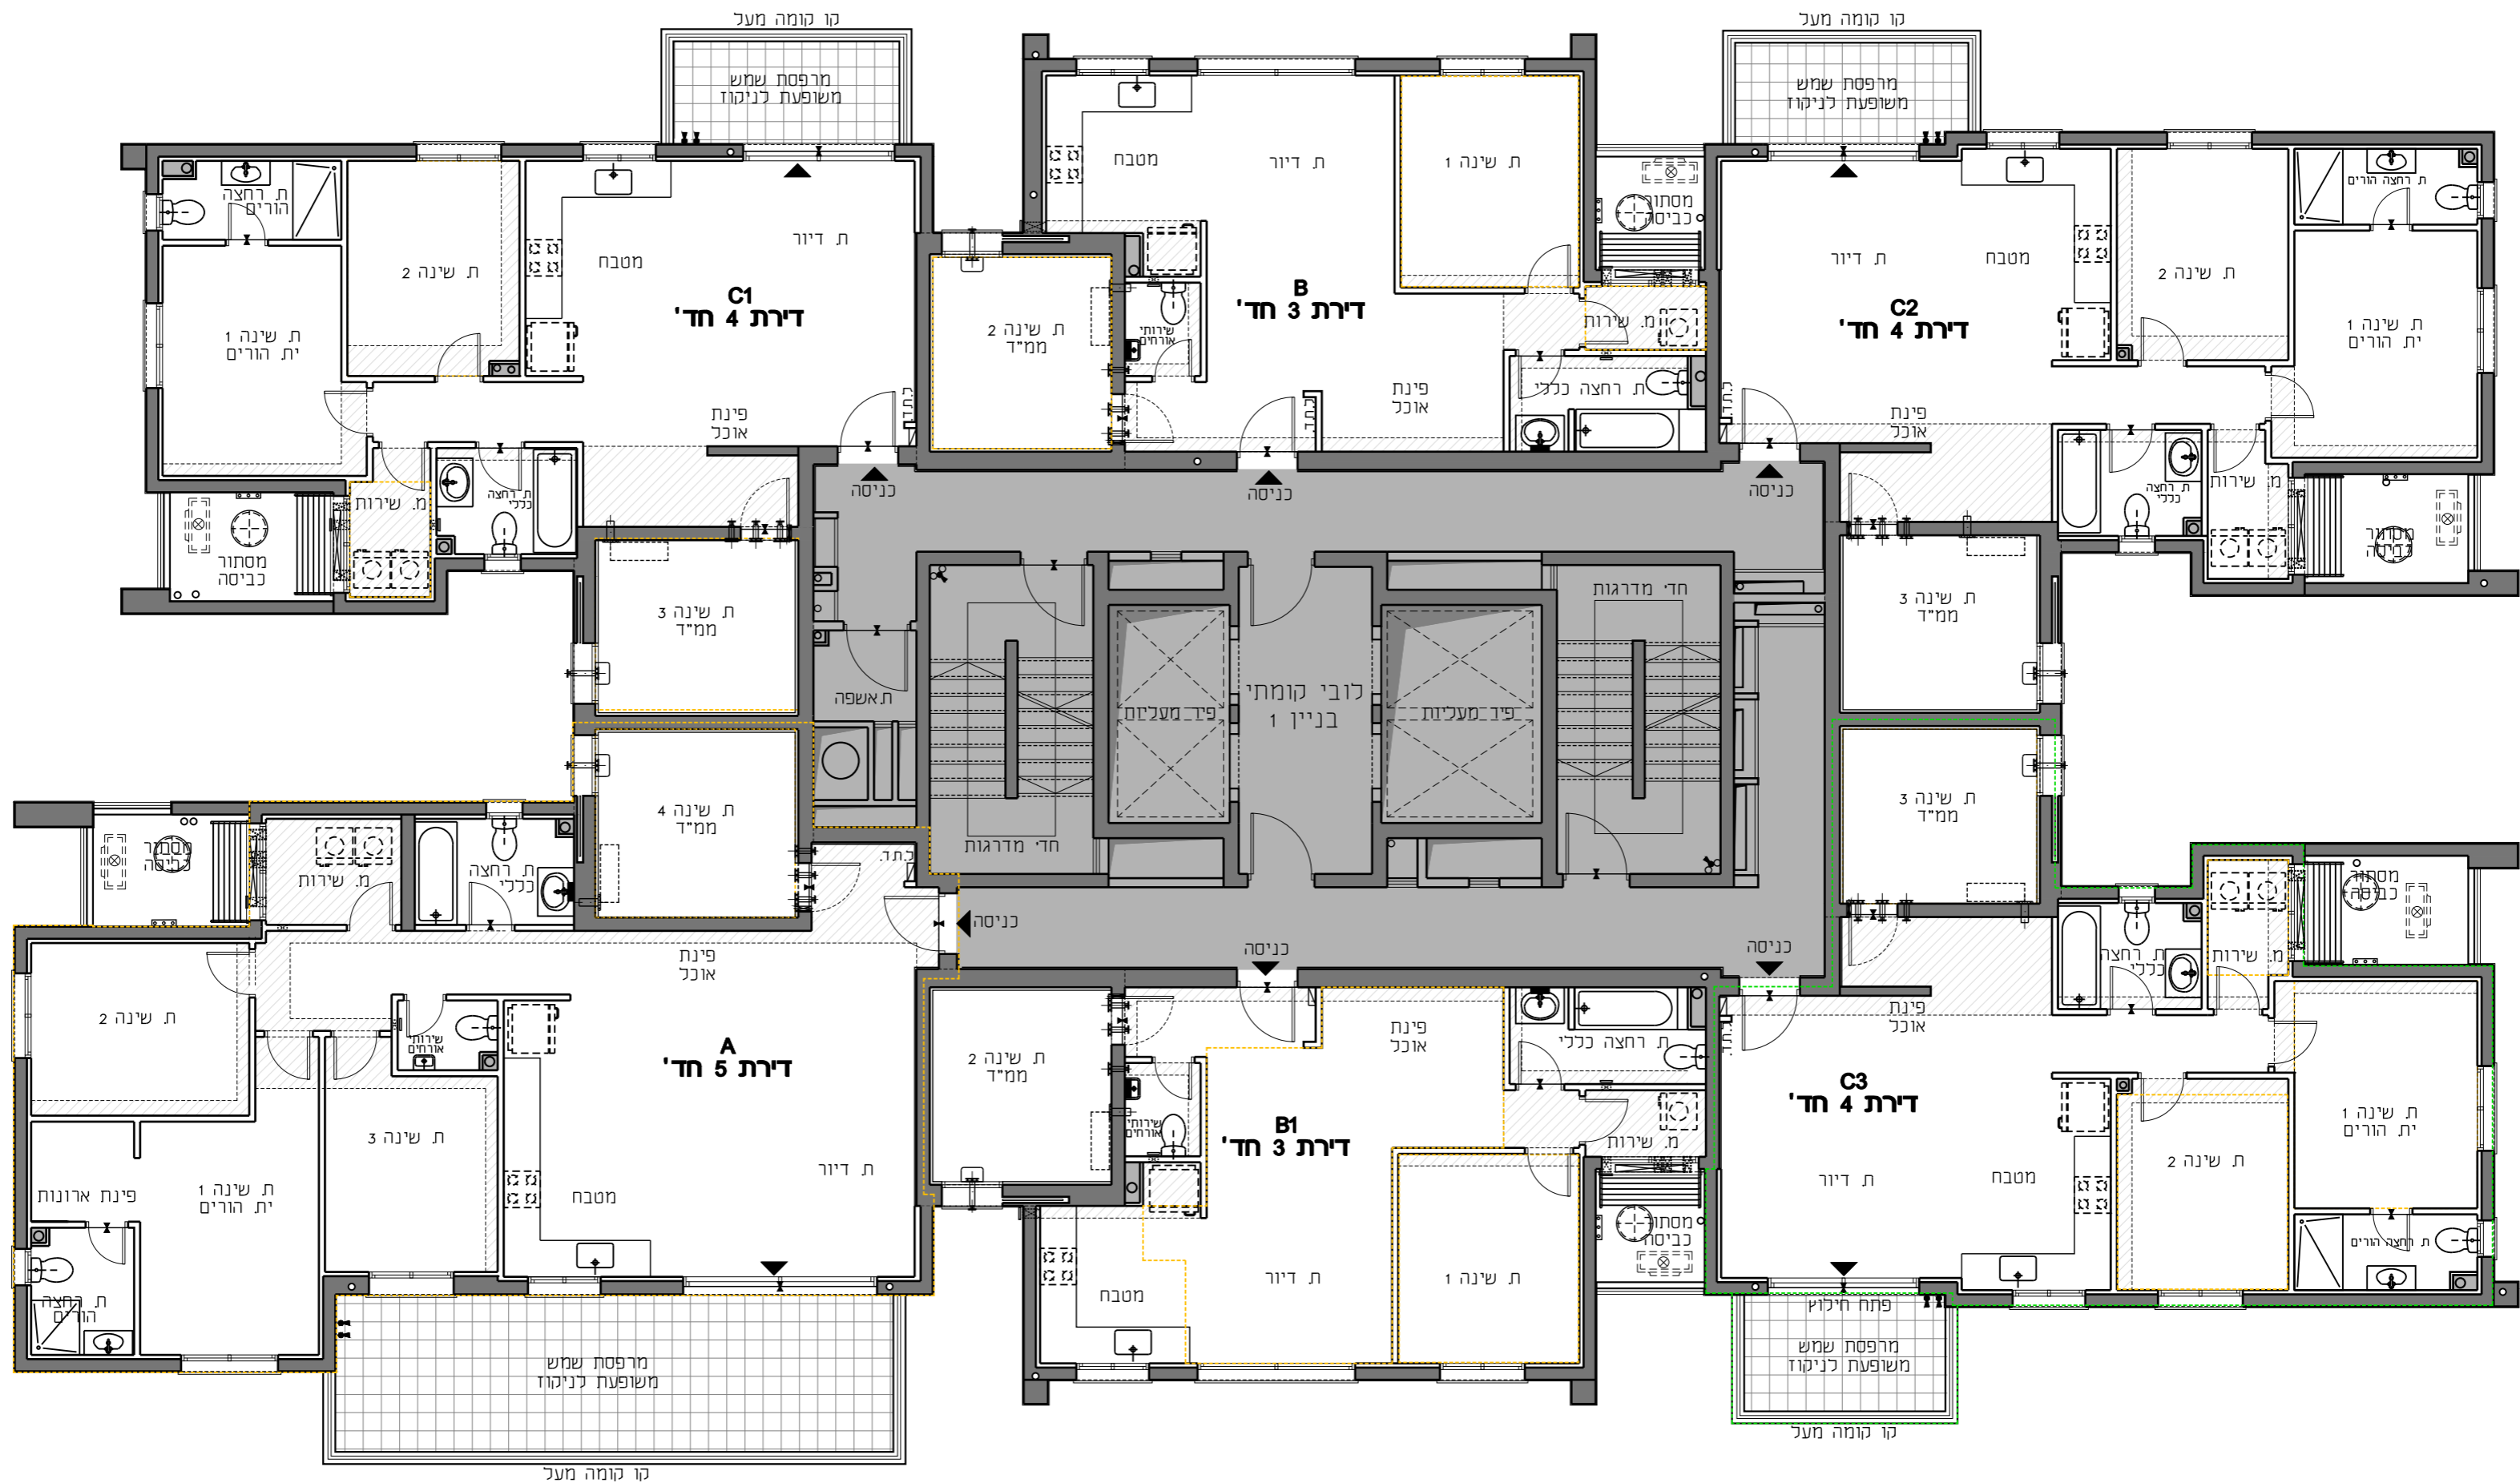 קו קומה מעל
מרפסת שמש
משופעת לניקוז
ת. רחצה
הורים
ת. שינה 2
ת. שינה 1
ית. הורים
מטבח
ת. דיור
C1
דירת 4 חד'
פינת
אוכל
ל.ת.ד.
מסתור
כביסה
מ. שירות
ת. רחצה
כללי
ת. שינה 3
ממ"ד
כניסה
מטבח
ת. דיור
ת. שינה 1
B
דירת 3 חד'
ת. שינה 2
ממ"ד
שירותי
אורחים
מסתור
כביסה
מ. שירות
ת. רחצה כללי
פינת
אוכל
ל.ת.ד.
כניסה
קו קומה מעל
מרפסת שמש
משופעת לניקוז
ת. דיור
מטבח
C2
דירת 4 חד'
ת. שינה 2
ת. רחצה הורים
ת. שינה 1
ית. הורים
ל.ת.ד.
פינת
אוכל
כניסה
ת. רחצה
כללי
מ. שירות
מסתור
כביסה
ת. שינה 3
ממ"ד
ת.אשפה
חדי מדרגות
פיר מעליות
לובי קומתי
בניין 1
פיר מעליות
חדי מדרגות
ת. שינה 4
ממ"ד
ל.ת.ד.
כניסה
מסתור
כביסה
מ. שירות
ת. רחצה
כללי
פינת
אוכל
ת. שינה 2
שירותי
אורחים
A
דירת 5 חד'
ת. שינה 3
ת. שינה 1
ית. הורים
פינת ארונות
ת. רחצה
הורים
מטבח
ת. דיור
מרפסת שמש
משופעת לניקוז
קו קומה מעל
כניסה
ת. שינה 2
ממ"ד
פינת
אוכל
ת. רחצה כללי
שירותי
אורחים
B1
דירת 3 חד'
מ. שירות
מסתור
כביסה
מטבח
ת. דיור
ת. שינה 1
ת. שינה 3
ממ"ד
כניסה
ל.ת.ד.
פינת
אוכל
ת. רחצה
כללי
מ. שירות
מסתור
כביסה
C3
דירת 4 חד'
ת. שינה 1
ית. הורים
ת. שינה 2
ת. דיור
מטבח
ת. רחצה הורים
פתח חילוץ
מרפסת שמש
משופעת לניקוז
קו קומה מעל